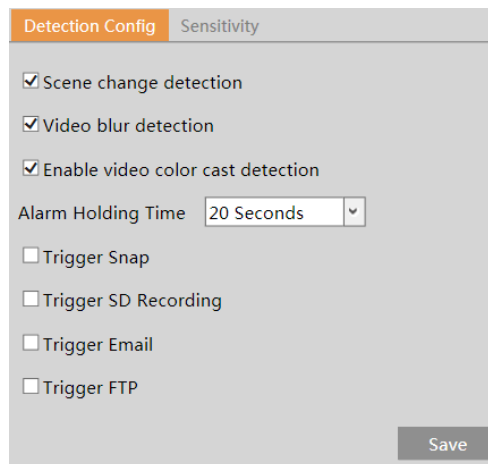 Detection Config Sensitivity
Scene change detection
Video blur detection
Enable video color cast detection
Alarm Holding Time 20 Seconds
Trigger Snap
Trigger SD Recording
Trigger Email
Trigger FTP
Save